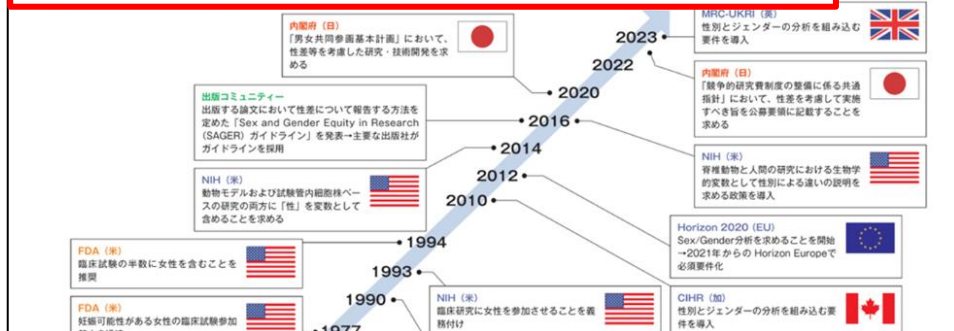 MRC-UKRI（英）
性別とジェンダーの分析を組み込む
要件を導入
2023
内閣府（日）
「男女共同参画基本計画」において、
性差等を考慮した研究・技術開発を求
める
2022
内閣府（日）
「競争的研究費制度の整備に係る共通
指針」において、性差を考慮して実施
すべき旨を公募要領に記載することを
求める
2020
出版コミュニティー
出版する論文において性差について報告する方法を
定めた「Sex and Gender Equity in Research
（SAGER）ガイドライン」を発表→主要な出版社が
ガイドラインを採用
2016
NIH（米）
脊椎動物と人間の研究における生物学
的変数として性別による違いの説明を
求める政策を導入
2014
NIH（米）
動物モデルおよび試験管内細胞株ベー
スの研究の両方に「性」を変数として
含めることを求める
2012
Horizon 2020 (EU)
Sex/Gender分析を求めることを開始
→2021年からの Horizon Europeで
必須要件化
2010
CIHR（加）
性別とジェンダーの分析を組み込む要
件を導入
1994
FDA（米）
臨床試験の半数に女性を含むことを
推奨
1993
NIH（米）
臨床研究に女性を参加させることを義
務付け
1990
FDA（米）
妊娠可能性がある女性の臨床試験参加
1977